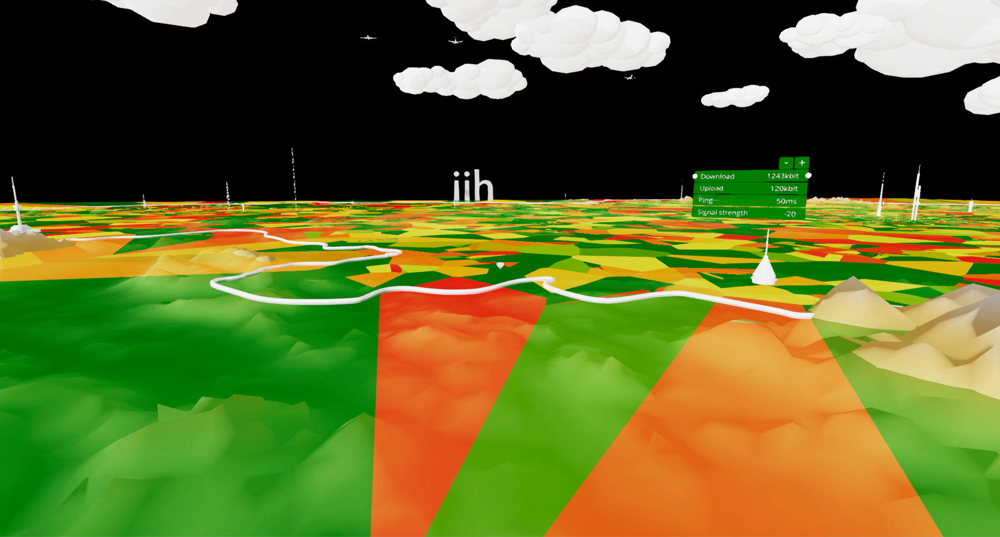 iih
- +
Download 1243kbit
Upload 120kbit
Ping 50ms
Signal strength -20